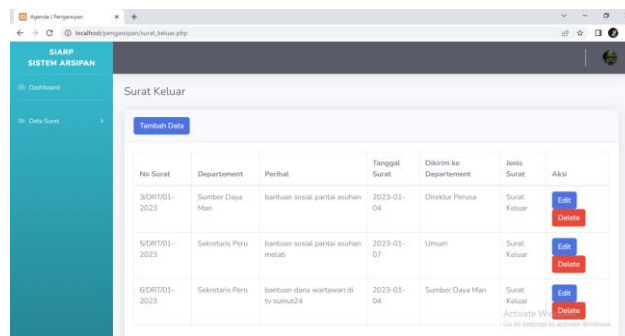 Agenda | Pengarsipan
localhost/pengarsipan/surat_keluar.php
SIARP
SISTEM ARSIPAN
Dashboard
Data Surat
Surat Keluar
Tambah Data
No Surat Departement Perihal Tanggal Surat Dikirim ke Departement Jenis Surat Aksi
3/DRT/01-2023 Sumber Daya Man bantuan sosial pantai asuhan 2023-01-04 Direktur Perusa Surat Keluar Edit Delete
5/DRT/01-2023 Sekretaris Peru bantuan sosial pantai asuhan melati 2023-01-07 Umum Surat Keluar Edit Delete
6/DRT/01-2023 Sekretaris Peru bantuan dana wartawan di tv sumut24 2023-01-04 Sumber Daya Man Surat Keluar Edit Delete
Activate Windows
Go to Settings to activate Windows.